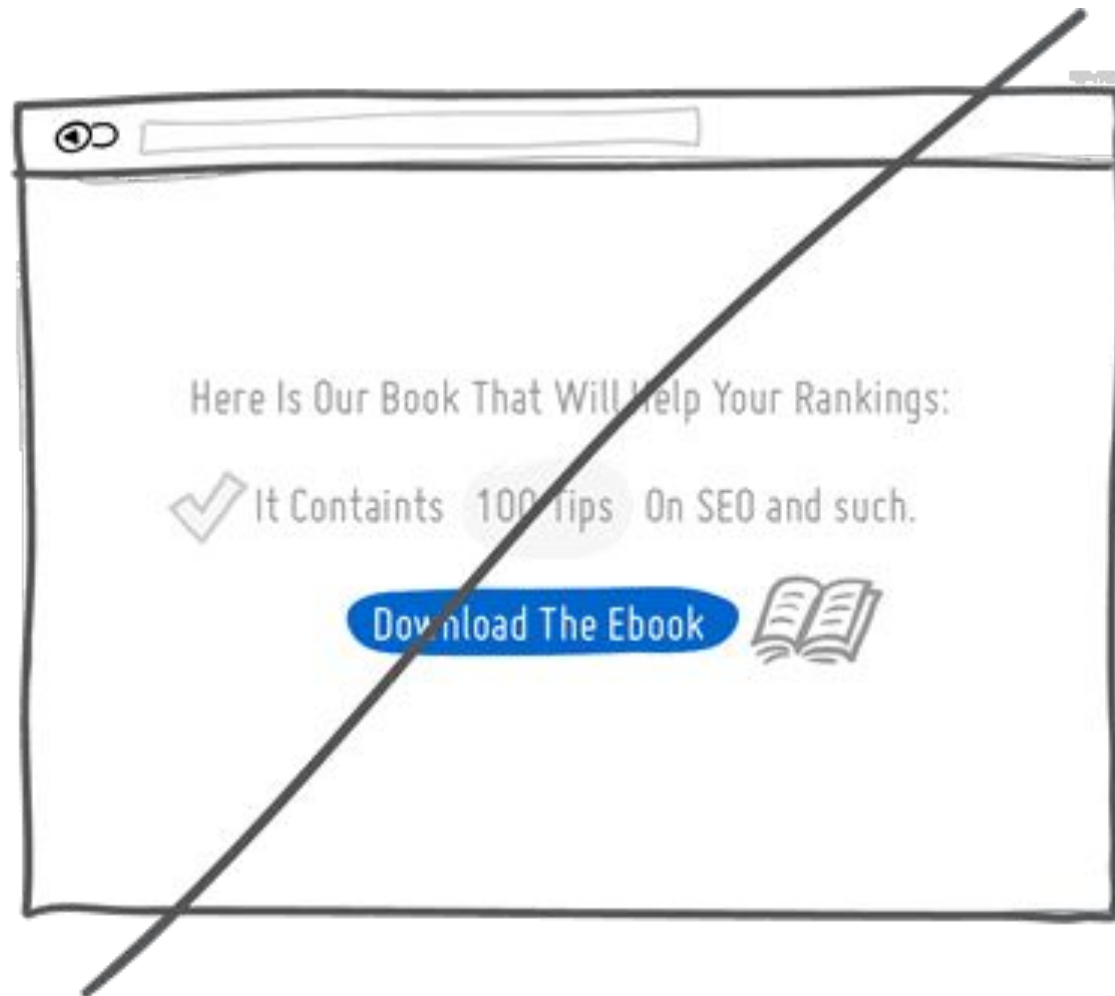 Here Is Our Book That Will Help Your Rankings:
It Containts 100 Tips On SEO and such.
Download The Ebook